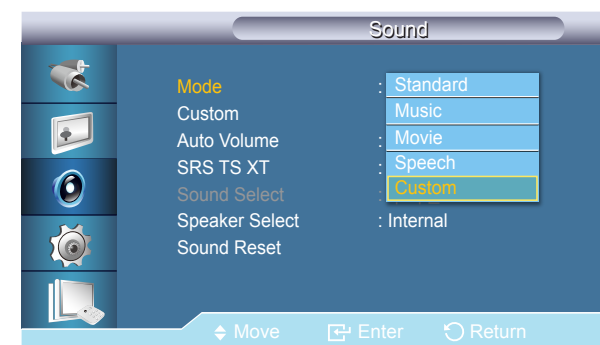 Sound
Mode : Standard
Custom Music
Auto Volume : Movie
SRS TS XT : Speech
Sound Select : Custom
Speaker Select : Internal
Sound Reset
Move Enter Return